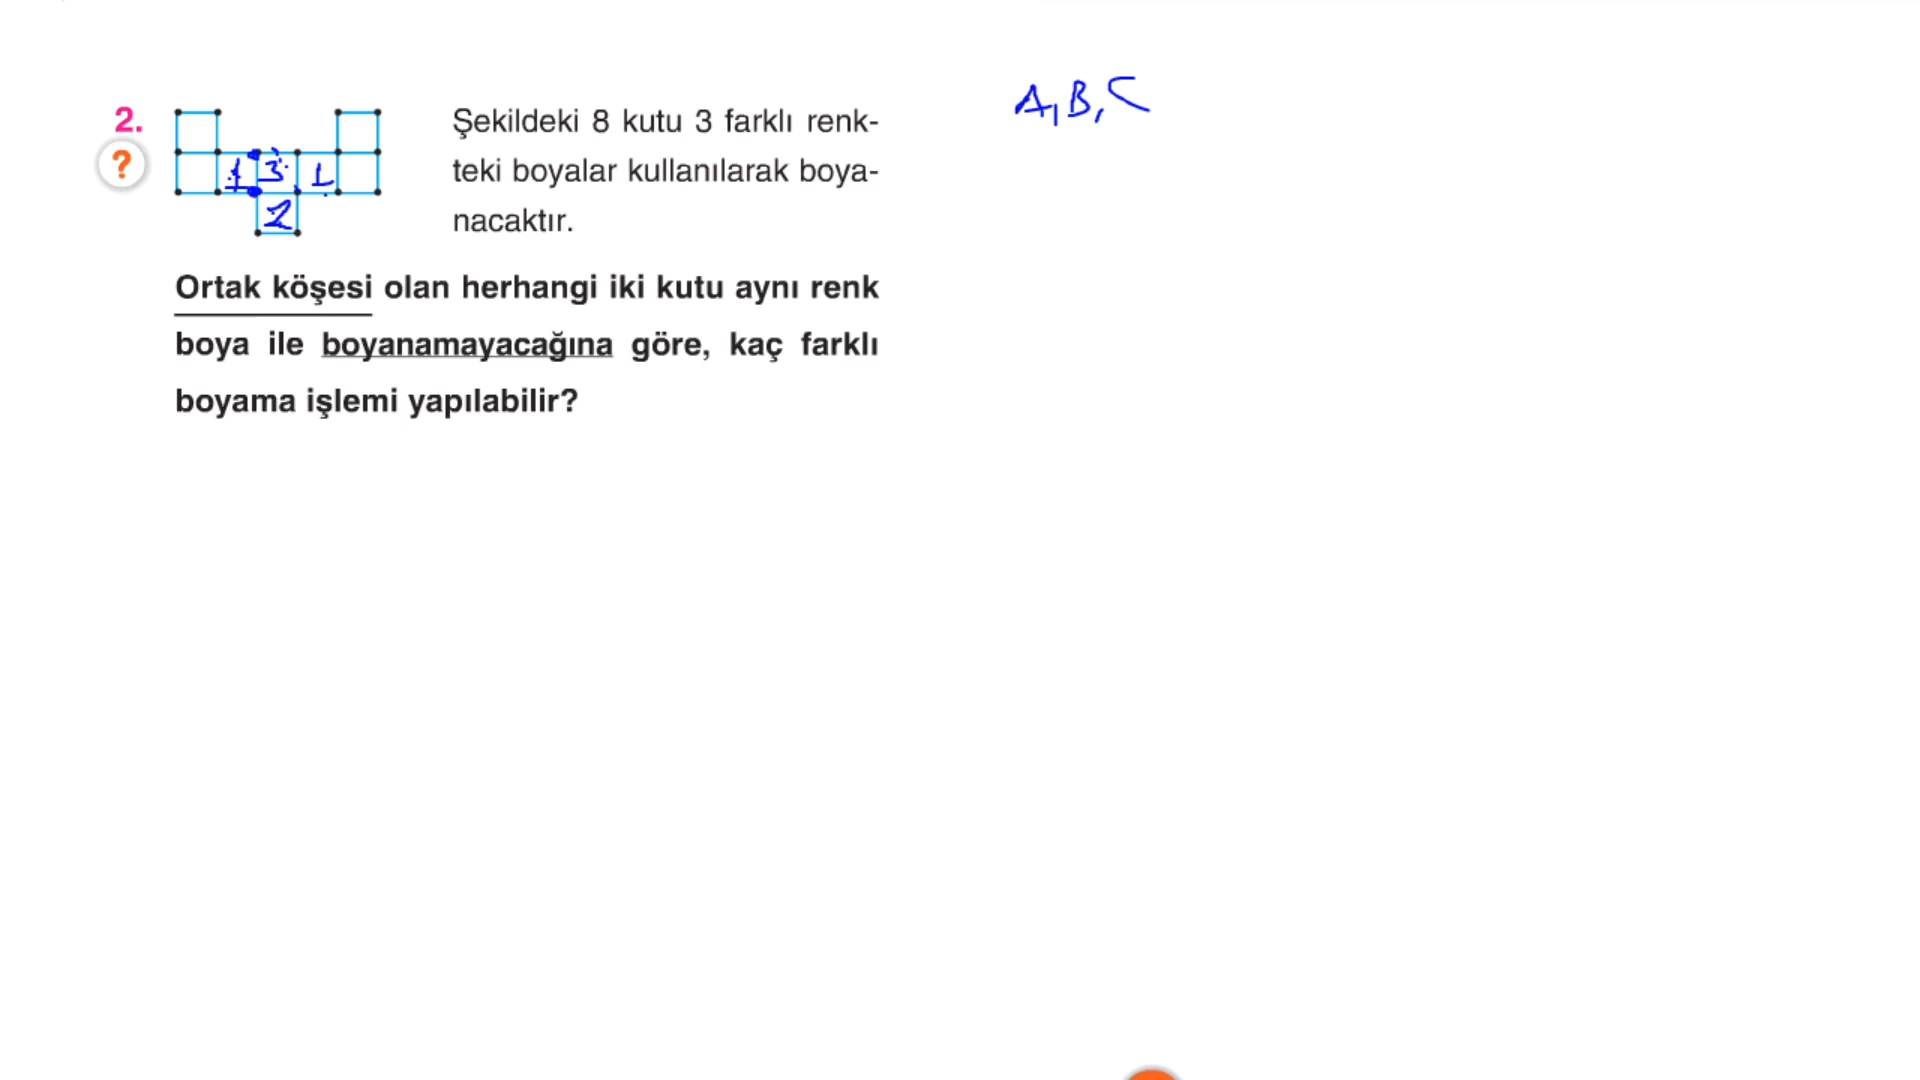 A, B, C
2.
?
1 3 1
2
Şekildeki 8 kutu 3 farklı renk-
teki boyalar kullanılarak boya-
nacaktır.
Ortak köşesi olan herhangi iki kutu aynı renk
boya ile boyanamayacağına göre, kaç farklı
boyama işlemi yapılabilir?